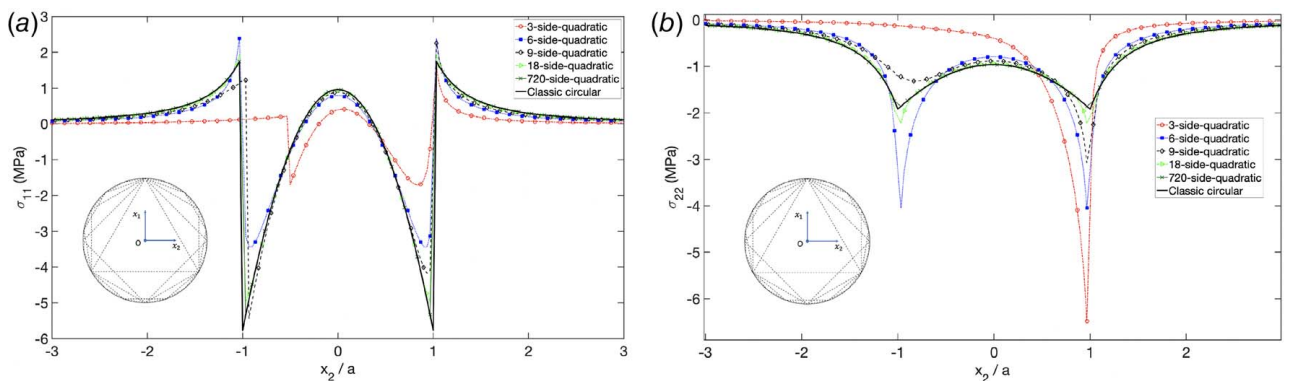 (a)
3
2
1
0
1
2
-3
-4
-5
-6
σ11 (MPa)
3-side-quadratic
6-side-quadratic
9-side-quadratic
18-side-quadratic
720-side-quadratic
Classic circular
x1
O
x2
-3
-2
-1
0
1
2
3
x2 / a
(b)
0
-1
-2
-3
-4
-5
-6
σ22 (MPa)
3-side-quadratic
6-side-quadratic
9-side-quadratic
18-side-quadratic
720-side-quadratic
Classic circular
x1
O
x2
-3
-2
-1
0
1
2
x2 / a